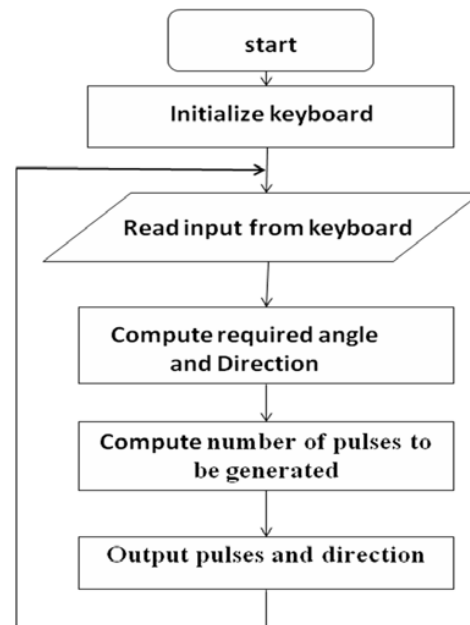 start
Initialize keyboard
Read input from keyboard
Compute required angle
and Direction
Compute number of pulses to
be generated
Output pulses and direction